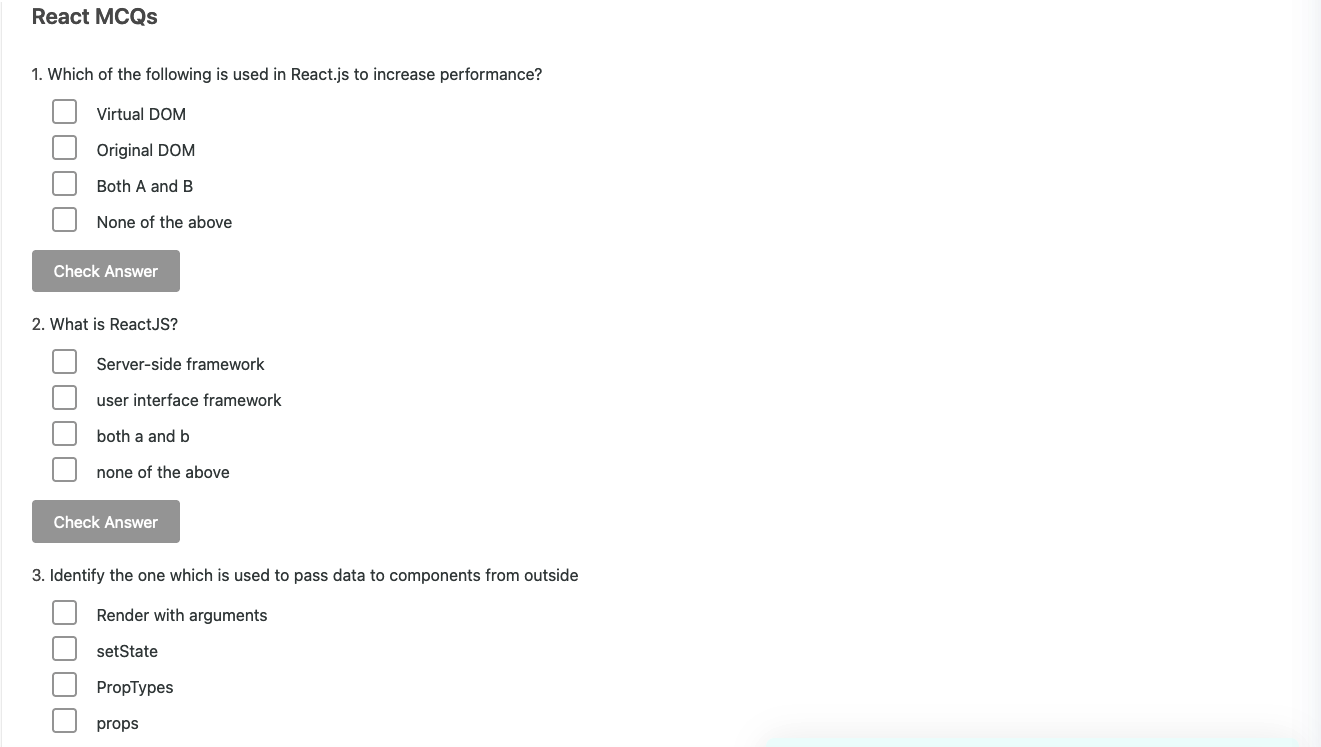 React MCQs
1. Which of the following is used in React.js to increase performance?
Virtual DOM
Original DOM
Both A and B
None of the above
Check Answer
2. What is ReactJS?
Server-side framework
user interface framework
both a and b
none of the above
Check Answer
3. Identify the one which is used to pass data to components from outside
Render with arguments
setState
PropTypes
props